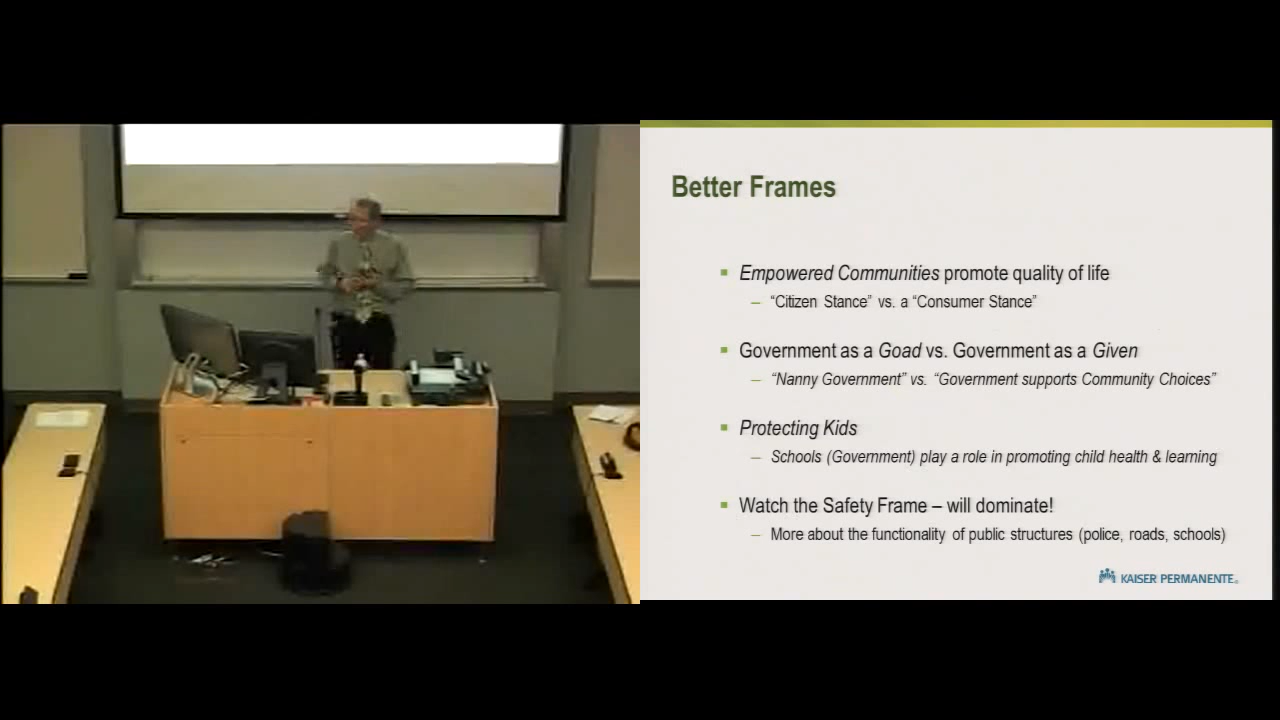 Better Frames
Empowered Communities promote quality of life
– “Citizen Stance” vs. a “Consumer Stance”
Government as a Goad vs. Government as a Given
– “Nanny Government” vs. “Government supports Community Choices”
Protecting Kids
– Schools (Government) play a role in promoting child health & learning
Watch the Safety Frame – will dominate!
– More about the functionality of public structures (police, roads, schools)
KAISER PERMANENTE®